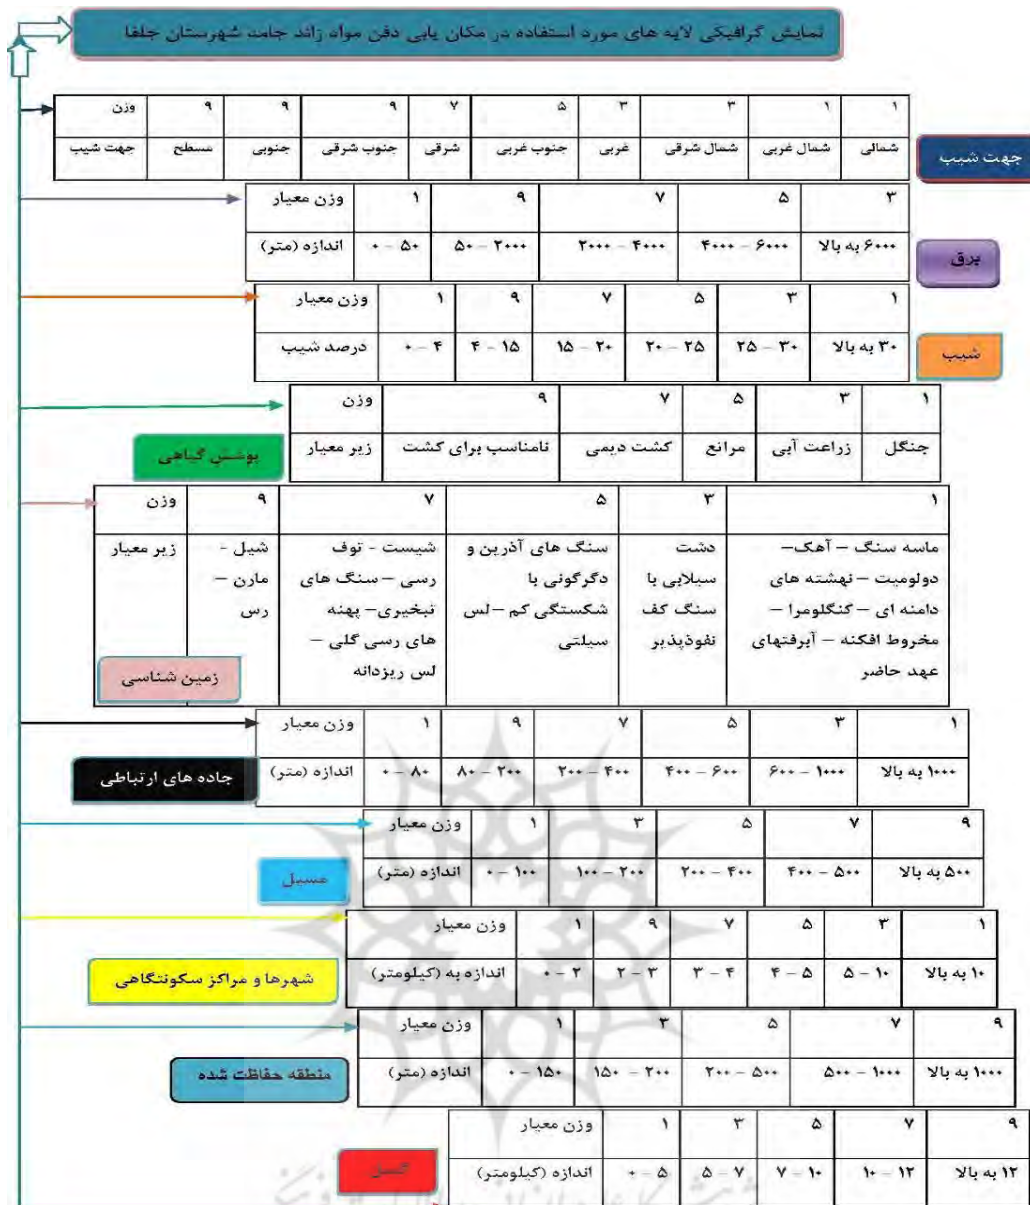 نمایش گرافیکی لایه های مورد استفاده در مکان یابی دفن مواد زائد جامد شهرستان جلفا
وزن ۹ ۹ ۹ ۷ ۵ ۳ ۳ ۱ ۱
جهت شیب مسطح جنوبی جنوب شرقی شرقی جنوب غربی غربی شمال شرقی شمال غربی شمالی
جهت شیب
وزن معیار ۱ ۹ ۷ ۵ ۳
اندازه (متر) ۰ – ۵۰ ۵۰ – ۲۰۰۰ ۲۰۰۰ – ۴۰۰۰ ۴۰۰۰ – ۶۰۰۰ ۶۰۰۰ به بالا
برق
وزن معیار ۱ ۹ ۷ ۵ ۳ ۱
درصد شیب ۰ – ۴ ۴ – ۱۵ ۱۵ – ۲۰ ۲۰ – ۲۵ ۲۵ – ۳۰ ۳۰ به بالا
شیب
وزن ۹ ۷ ۵ ۳ ۱
زیر معیار نامناسب برای کشت کشت دیمی مراتع زراعت آبی جنگل
پوشش گیاهی
وزن ۹ ۷ ۵ ۳ ۱
زیر معیار شیل - شیست - توف سنگ های آذرین و دشت ماسه سنگ – آهک–
مارن – رسی – سنگ های دگرگونی با سیلابی با دولومیت – نهشته های
رس تبخیری– پهنه شکستگی کم –لس سنگ کف دامنه ای – کنگلومرا –
های رسی گلی – سیلتی نفوذپذیر مخروط افکنه – آبرفتهای
لس ریزدانه عهد حاضر
زمین شناسی
وزن معیار ۱ ۹ ۷ ۵ ۳ ۱
اندازه (متر) ۰ – ۸۰ ۸۰ – ۲۰۰ ۲۰۰ – ۴۰۰ ۴۰۰ – ۶۰۰ ۶۰۰ – ۱۰۰۰ ۱۰۰۰ به بالا
جاده های ارتباطی
وزن معیار ۱ ۳ ۵ ۷ ۹
اندازه (متر) ۰ – ۱۰۰ ۱۰۰ – ۲۰۰ ۲۰۰ – ۴۰۰ ۴۰۰ – ۵۰۰ ۵۰۰ به بالا
مسیل
وزن معیار ۱ ۹ ۷ ۵ ۳ ۱
اندازه به (کیلومتر) ۰ – ۲ ۲ – ۳ ۳ – ۴ ۴ – ۵ ۵ – ۱۰ ۱۰ به بالا
شهرها و مراکز سکونتگاهی
وزن معیار ۱ ۳ ۵ ۷ ۹
اندازه (متر) ۰ – ۱۵۰ ۱۵۰ – ۲۰۰ ۲۰۰ – ۵۰۰ ۵۰۰ – ۱۰۰۰ ۱۰۰۰ به بالا
منطقه حفاظت شده
وزن معیار ۱ ۳ ۵ ۷ ۹
اندازه (کیلومتر) ۰ – ۵ ۵ – ۷ ۷ – ۱۰ ۱۰ – ۱۲ ۱۲ به بالا
گسل